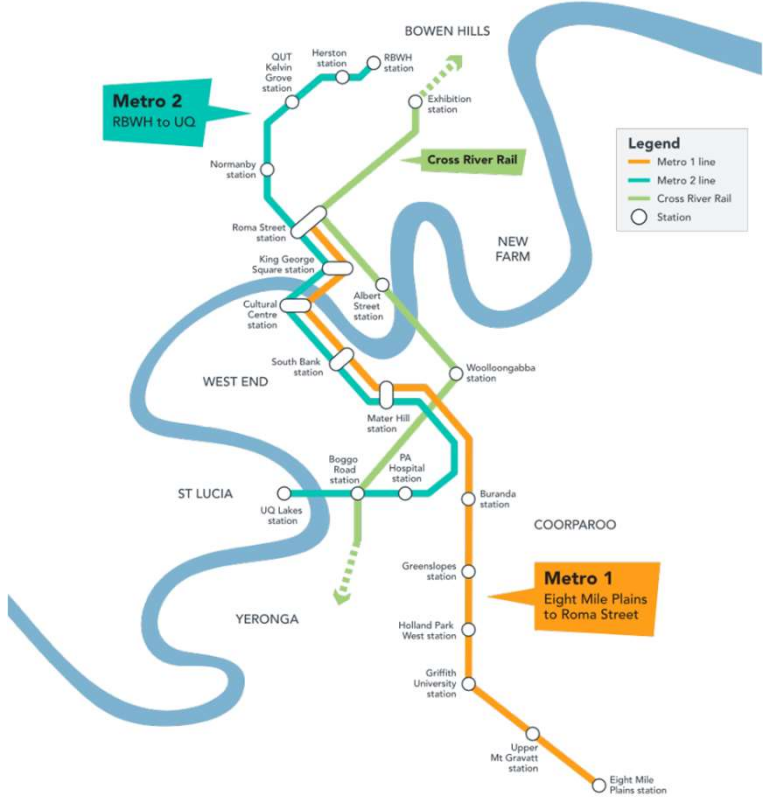 BOWEN HILLS
QUT
Kelvin
Grove
station
Herston
station
RBWH
station
Metro 2
RBWH to UQ
Exhibition
station
Cross River Rail
Legend
Metro 1 line
Metro 2 line
Cross River Rail
Station
Normanby
station
Roma Street
station
King George
Square station
NEW
FARM
Albert
Street
station
Cultural
Centre
station
South Bank
station
WEST END
Woolloongabba
station
Mater Hill
station
Boggo
Road
station
PA
Hospital
station
ST LUCIA
UQ Lakes
station
Buranda
station
COORPAROO
Greenslopes
station
Metro 1
Eight Mile Plains
to Roma Street
YERONGA
Holland Park
West station
Griffith
University
station
Upper
Mt Gravatt
station
Eight Mile
Plains station